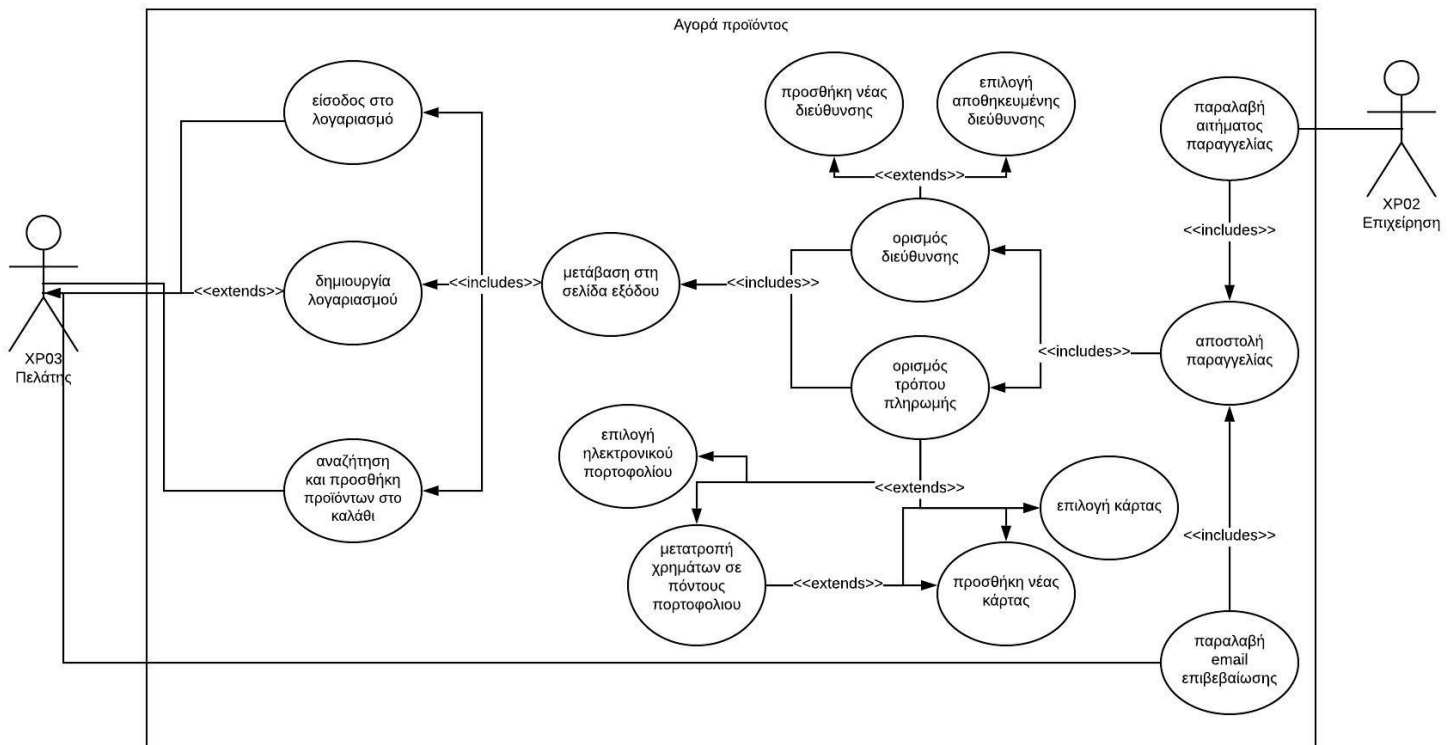 Αγορά προϊόντος
είσοδος στο
λογαριασμό
προσθήκη νέας
διεύθυνσης
επιλογή
αποθηκευμένης
διεύθυνσης
παραλαβή
αιτήματος
παραγγελίας
<<extends>>
XP02
Επιχείρηση
<<includes>>
ορισμός
διεύθυνσης
δημιουργία
λογαριασμού
<<extends>>
<<includes>>
μετάβαση στη
σελίδα εξόδου
<<includes>>
XP03
Πελάτης
<<includes>>
αποστολή
παραγγελίας
ορισμός
τρόπου
πληρωμής
αναζήτηση
και προσθήκη
προϊόντων στο
καλάθι
επιλογή
ηλεκτρονικού
πορτοφολίου
<<extends>>
επιλογή κάρτας
<<includes>>
μετατροπή
χρημάτων σε
πόντους
πορτοφολιου
<<extends>>
προσθήκη νέας
κάρτας
παραλαβή
email
επιβεβαίωσης